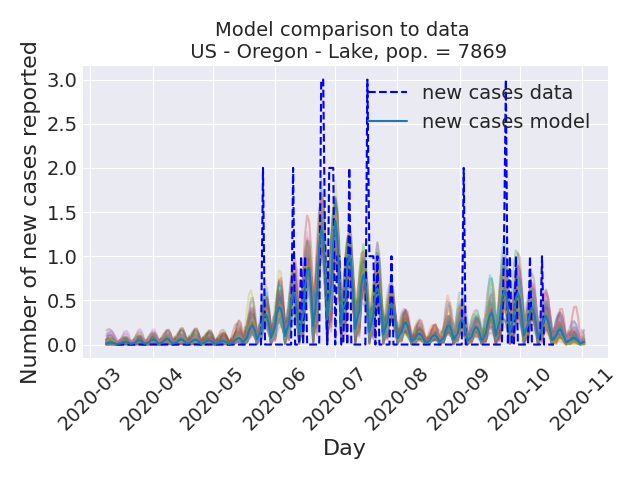 Model comparison to data
US - Oregon - Lake, pop. = 7869
Number of new cases reported
3.0
2.5
2.0
1.5
1.0
0.5
0.0
new cases data
new cases model
2020-03
2020-04
2020-05
2020-06
2020-07
2020-08
2020-09
2020-10
2020-11
Day